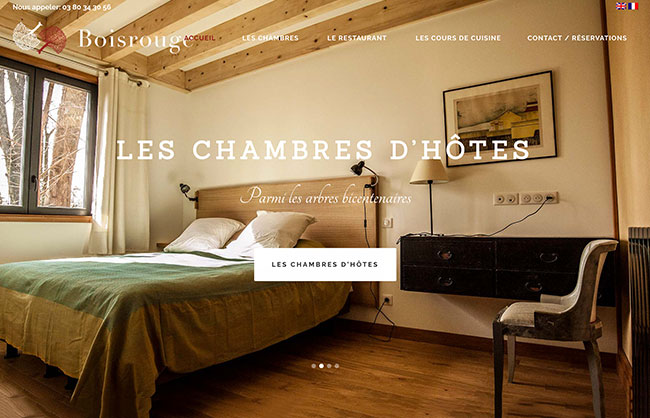 Nous appeler: 03 80 34 30 56
Boisrouge
ACCUEIL
LES CHAMBRES
LE RESTAURANT
LES COURS DE CUISINE
CONTACT / RÉSERVATIONS
LES CHAMBRES D'HÔTES
Parmi les arbres bicentenaires
LES CHAMBRES D'HÔTES